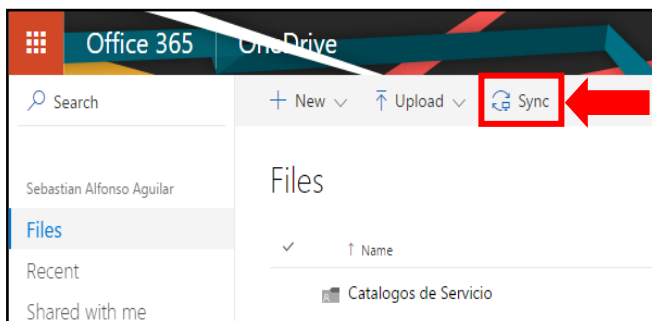 Office 365 OneDrive
Search
New Upload Sync
Sebastian Alfonso Aguilar
Files
Files
Name
Recent
Catalogos de Servicio
Shared with me